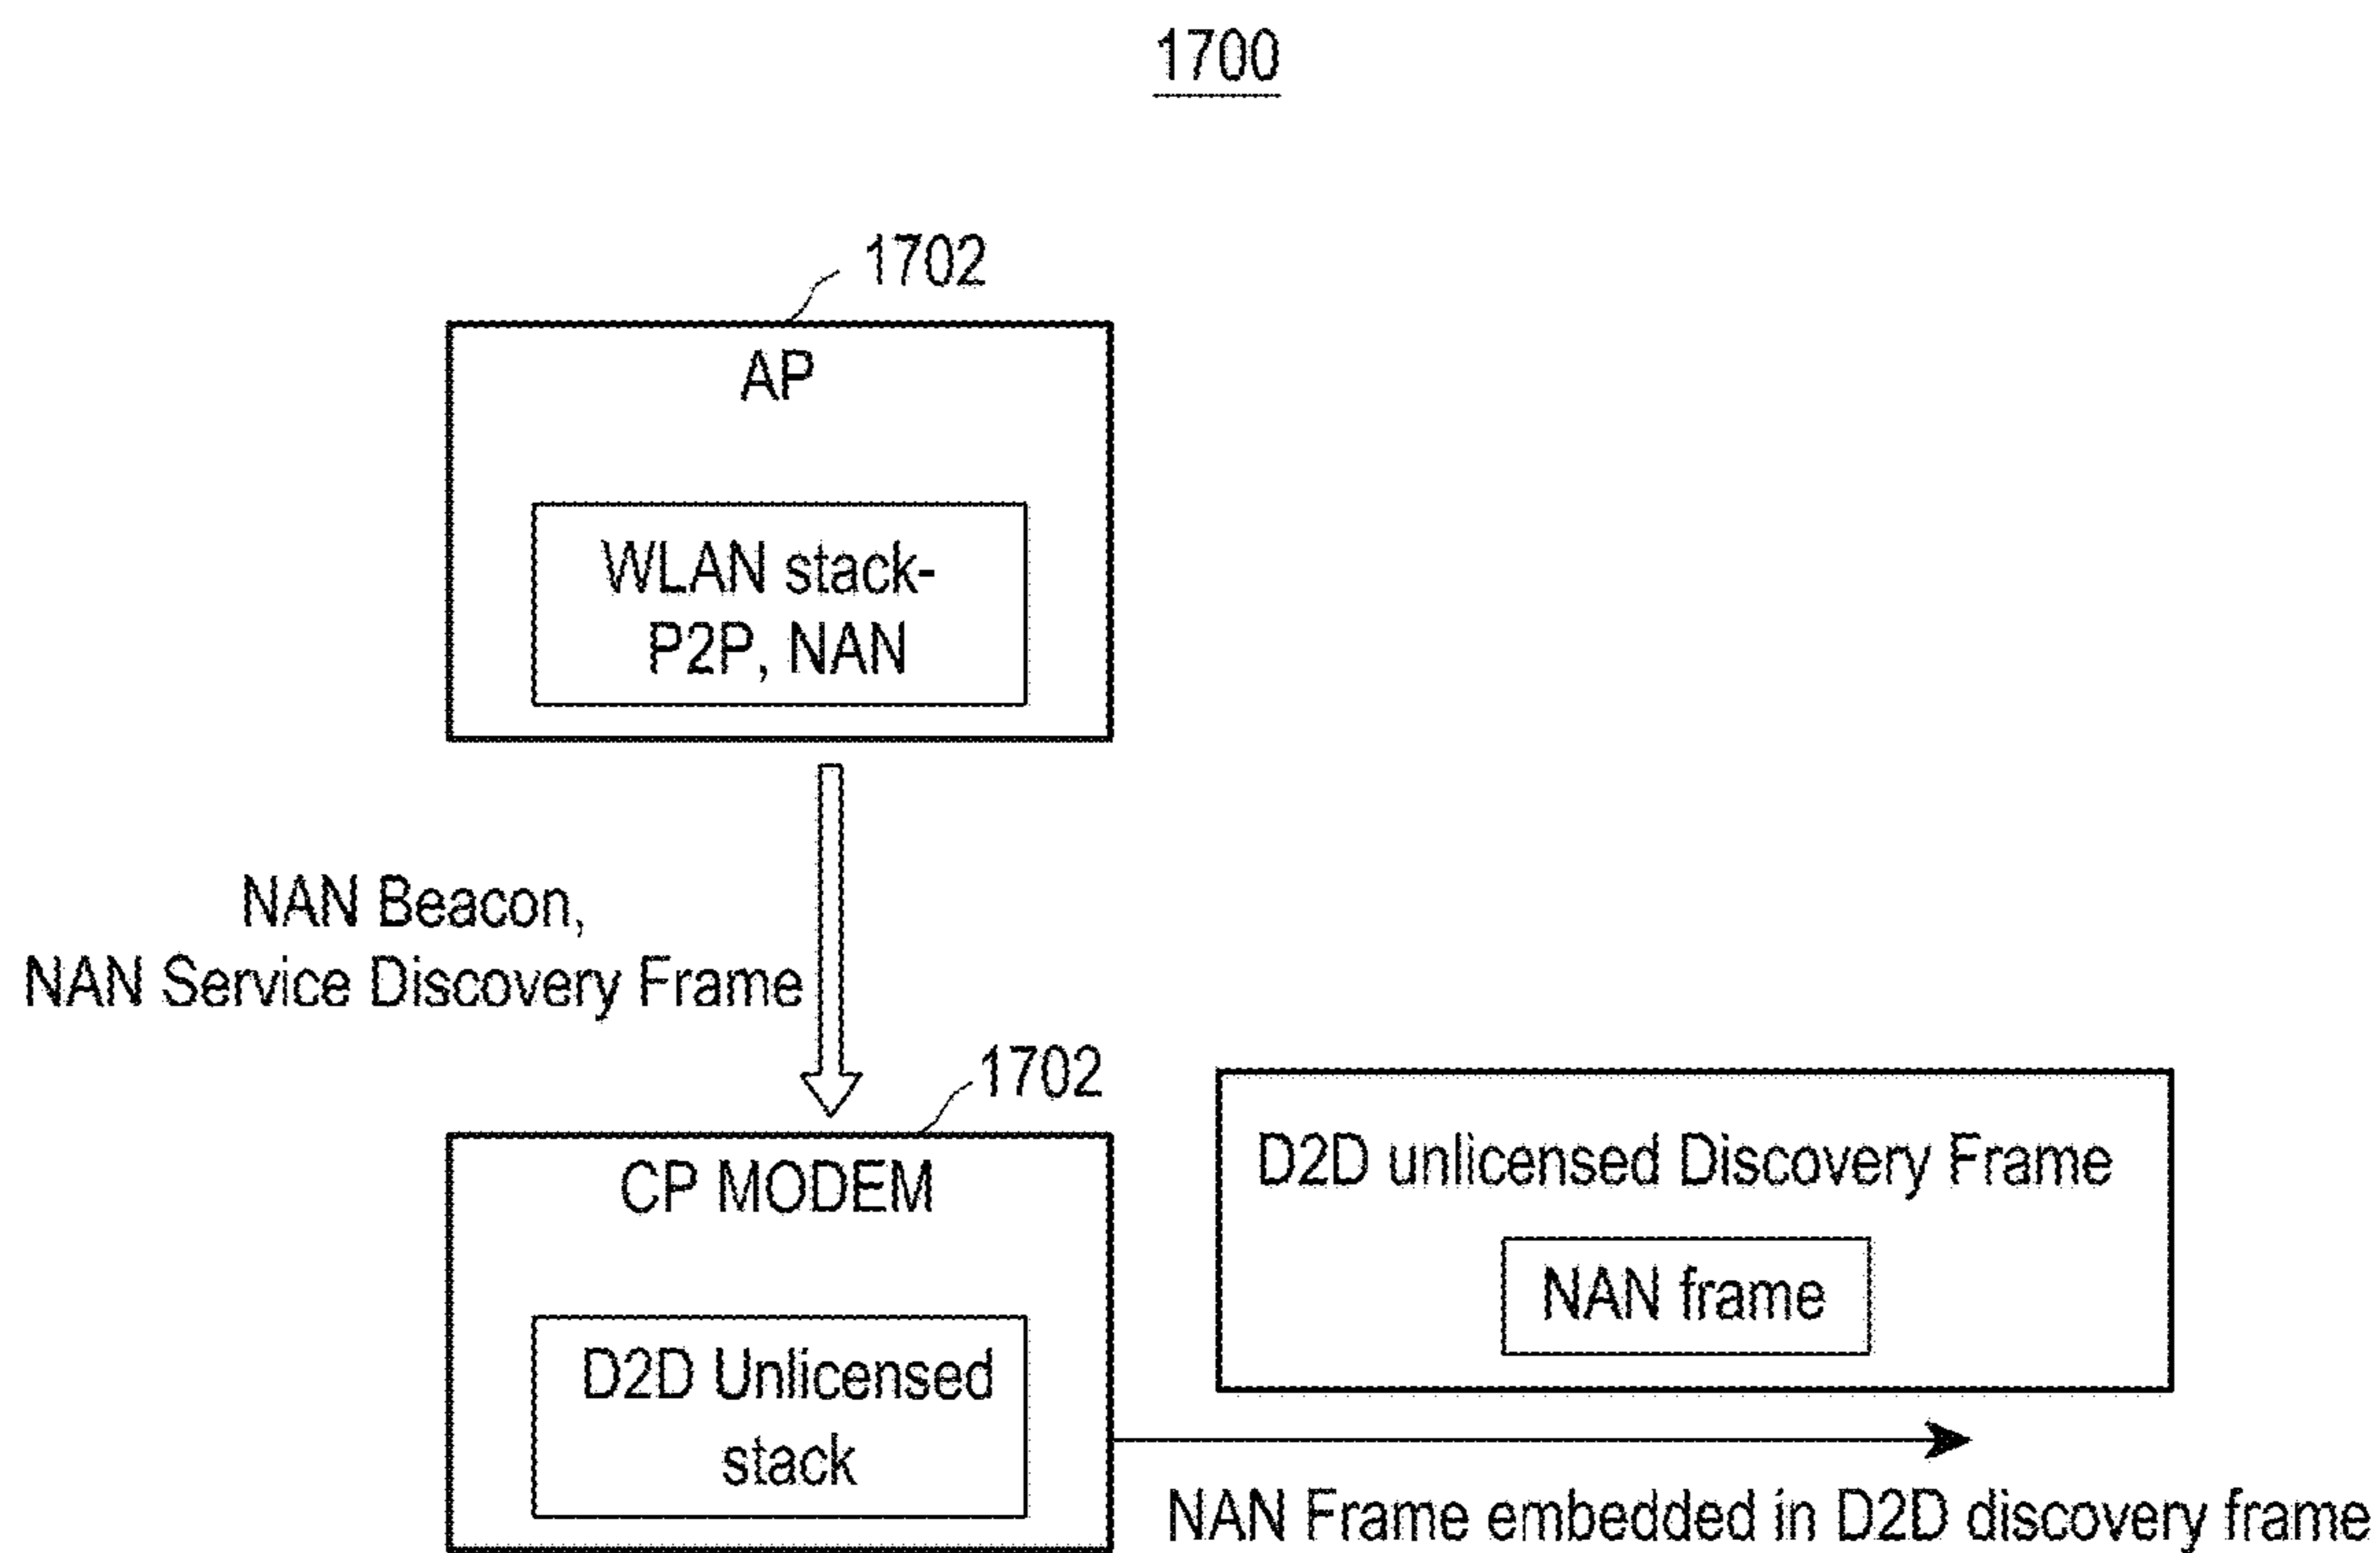 1700
1702
AP
WLAN stack-
P2P, NAN
NAN Beacon,
NAN Service Discovery Frame
1702
CP MODEM
D2D Unlicensed
stack
D2D unlicensed Discovery Frame
NAN frame
NAN Frame embedded in D2D discovery frame